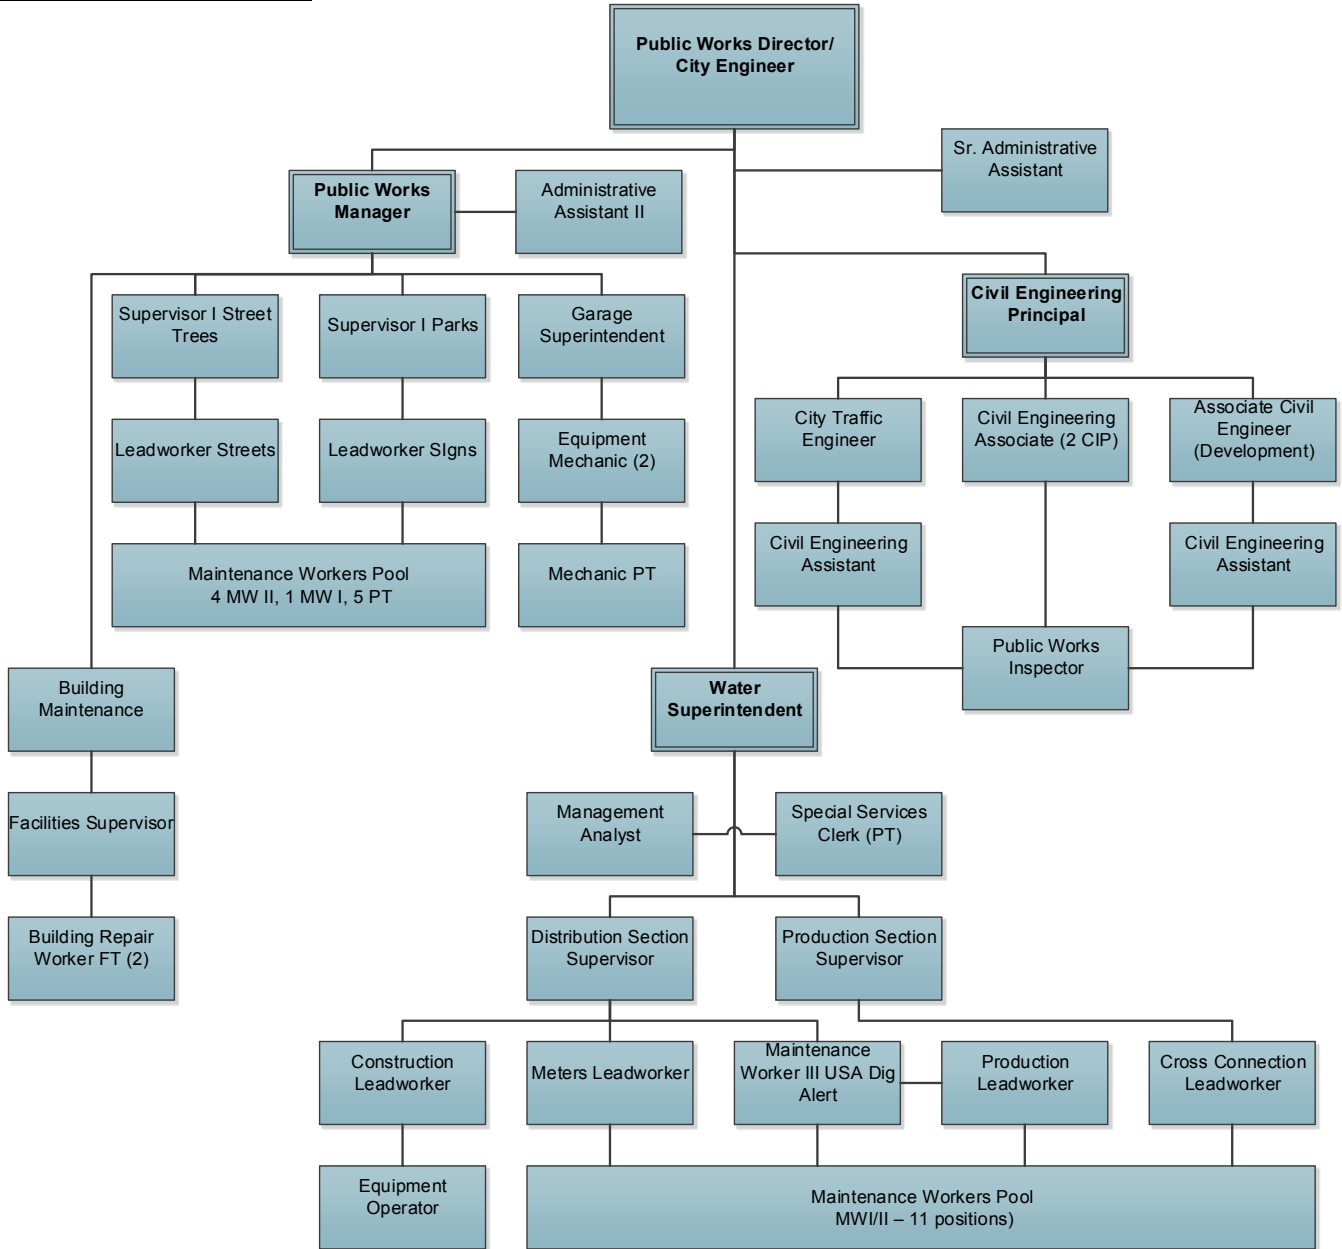 Public Works Director/
City Engineer
Sr. Administrative
Assistant
Public Works
Manager
Administrative
Assistant II
Civil Engineering
Principal
Supervisor I Street
Trees
Supervisor I Parks
Garage
Superintendent
City Traffic
Engineer
Civil Engineering
Associate (2 CIP)
Associate Civil
Engineer
(Development)
Leadworker Streets
Leadworker SIgns
Equipment
Mechanic (2)
Civil Engineering
Assistant
Civil Engineering
Assistant
Maintenance Workers Pool
4 MW II, 1 MW I, 5 PT
Mechanic PT
Public Works
Inspector
Building
Maintenance
Water
Superintendent
Facilities Supervisor
Management
Analyst
Special Services
Clerk (PT)
Building Repair
Worker FT (2)
Distribution Section
Supervisor
Production Section
Supervisor
Construction
Leadworker
Meters Leadworker
Maintenance
Worker III USA Dig
Alert
Production
Leadworker
Cross Connection
Leadworker
Equipment
Operator
Maintenance Workers Pool
MWI/II – 11 positions)